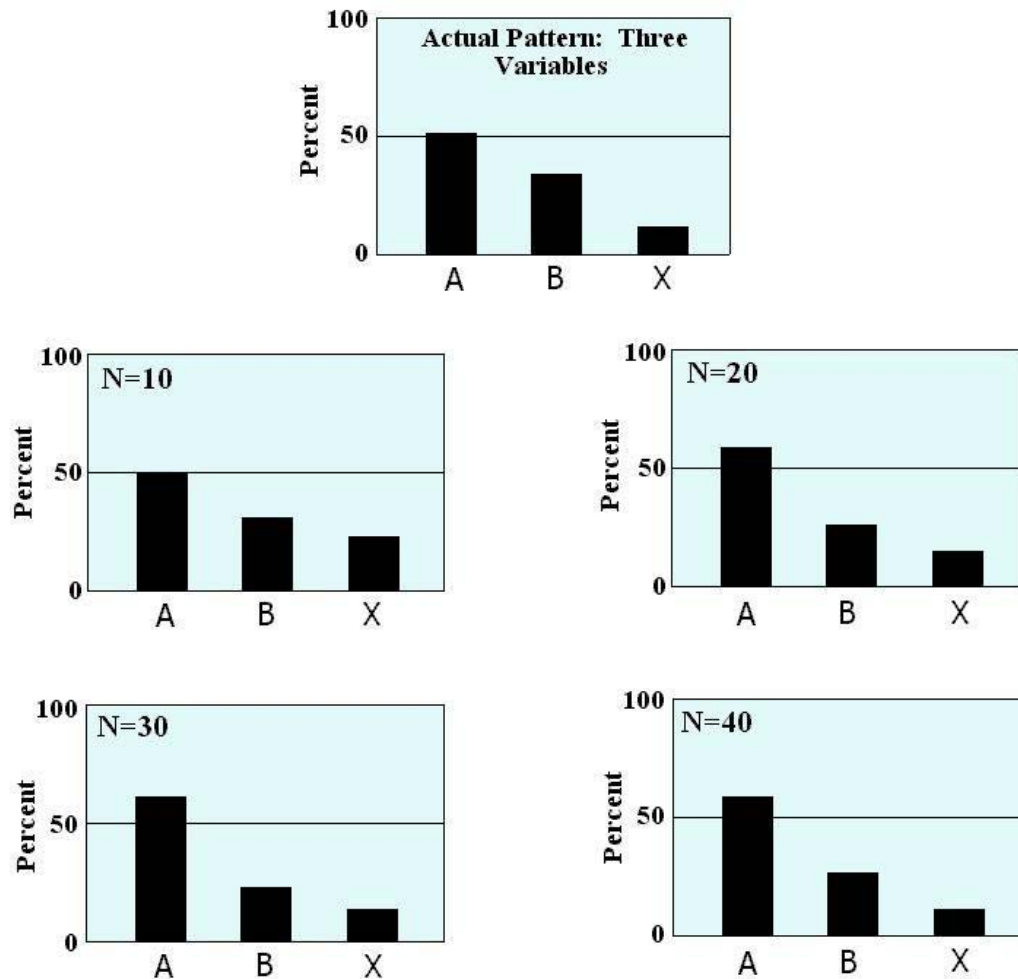 100
Actual Pattern: Three
Variables
Percent
50
0
A B X
100
N=10
Percent
50
0
A B X
100
N=20
Percent
50
0
A B X
100
N=30
Percent
50
0
A B X
100
N=40
Percent
50
0
A B X